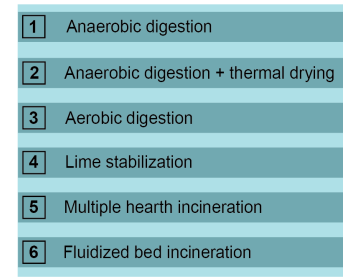 1 Anaerobic digestion
2 Anaerobic digestion + thermal drying
3 Aerobic digestion
4 Lime stabilization
5 Multiple hearth incineration
6 Fluidized bed incineration